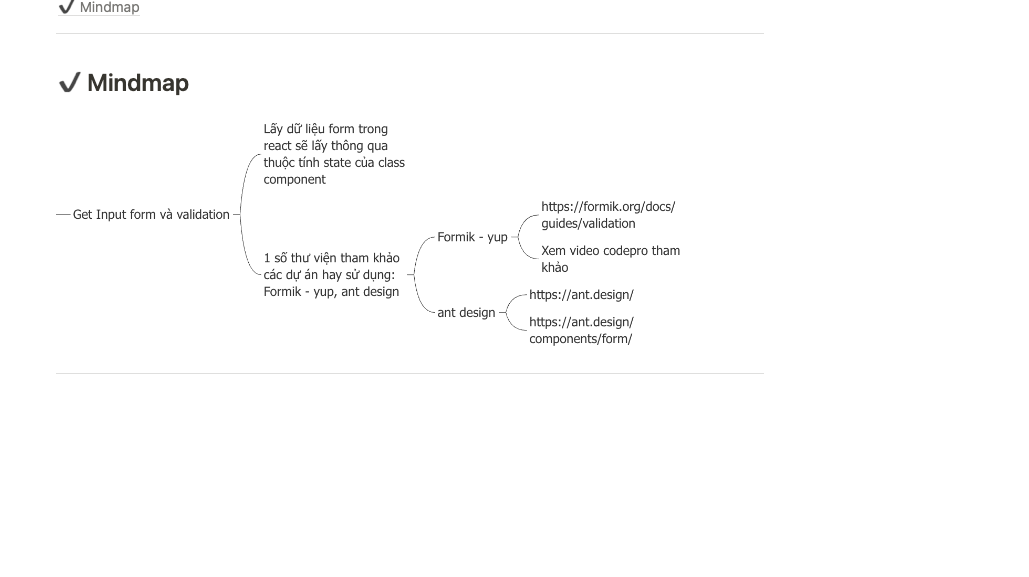 ✔️ Mindmap
✔️ Mindmap
Lấy dữ liệu form trong
react sẽ lấy thông qua
thuộc tính state của class
component
Get Input form và validation
1 số thư viện tham khảo
các dự án hay sử dụng:
Formik - yup, ant design
Formik - yup
https://formik.org/docs/
guides/validation
Xem video codepro tham
khảo
ant design
https://ant.design/
https://ant.design/
components/form/